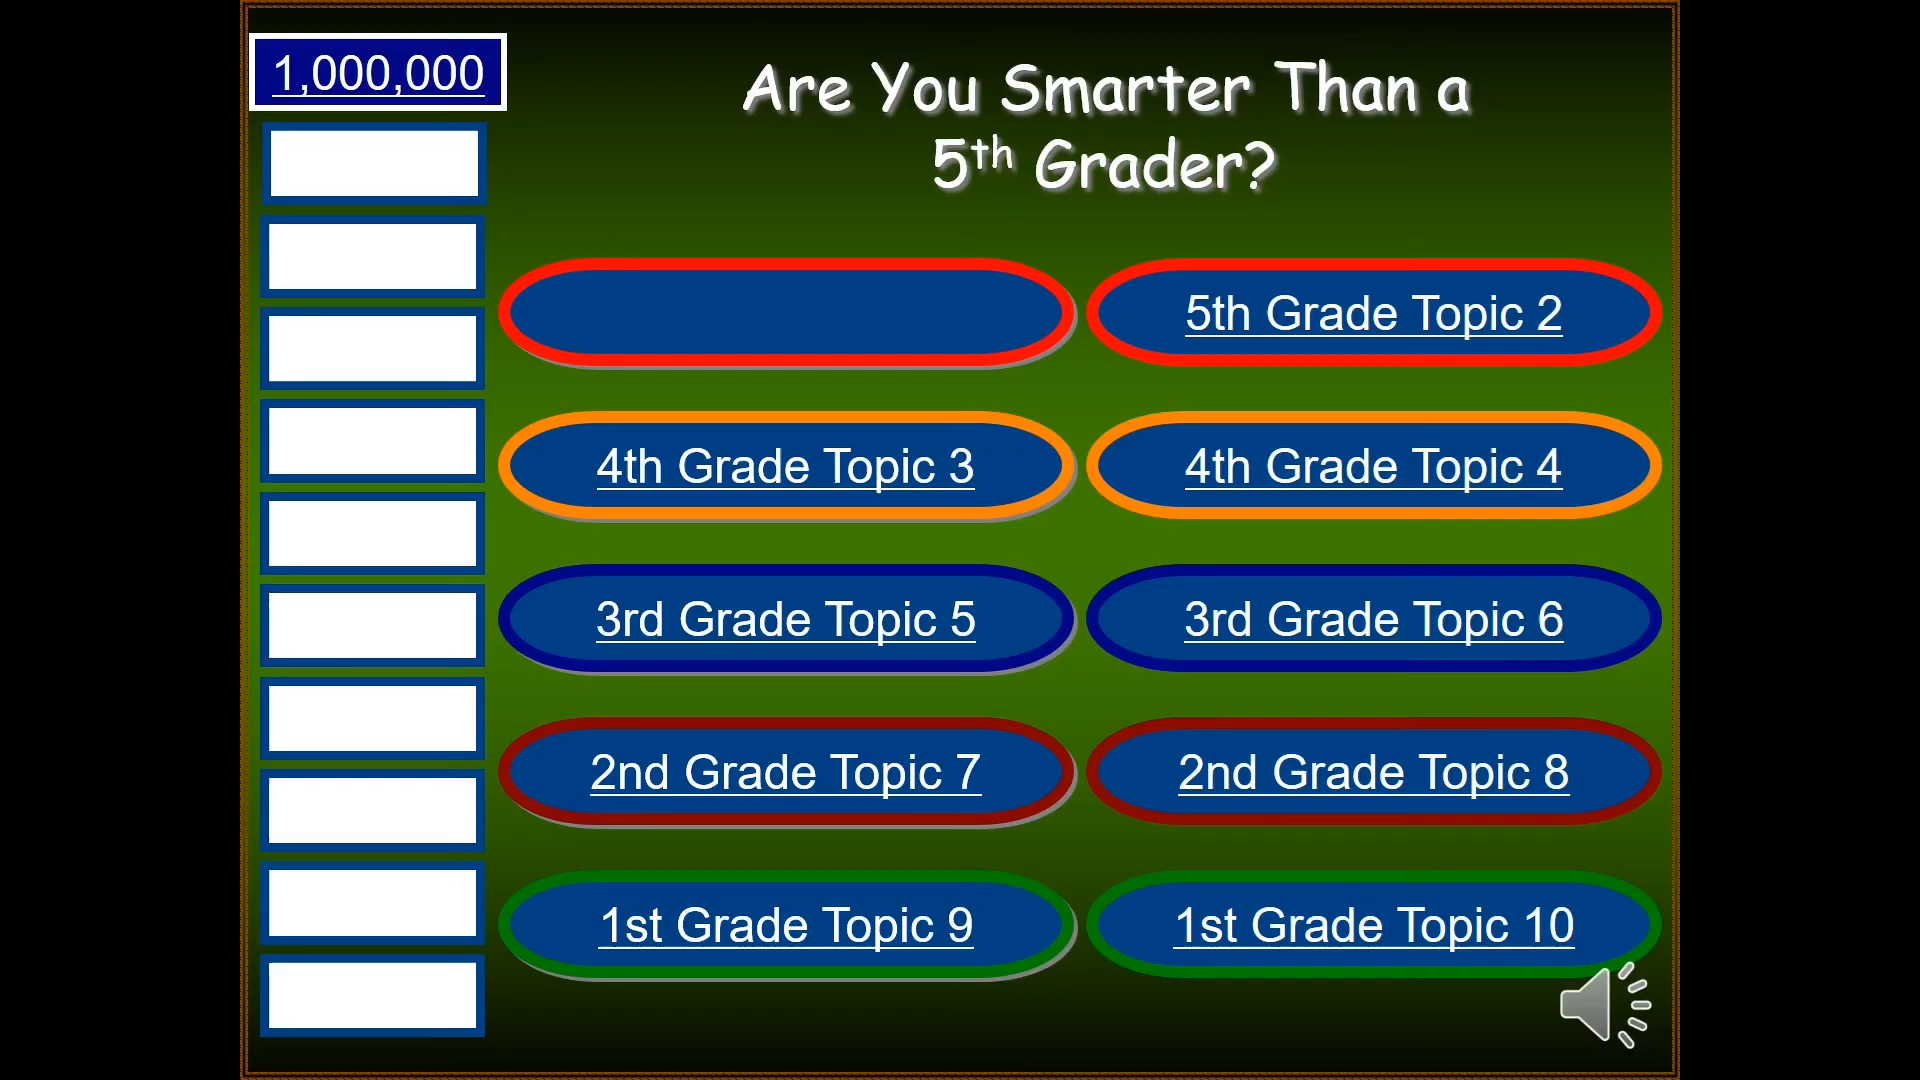 1,000,000
Are You Smarter Than a
5th Grader?
5th Grade Topic 2
4th Grade Topic 3
4th Grade Topic 4
3rd Grade Topic 5
3rd Grade Topic 6
2nd Grade Topic 7
2nd Grade Topic 8
1st Grade Topic 9
1st Grade Topic 10